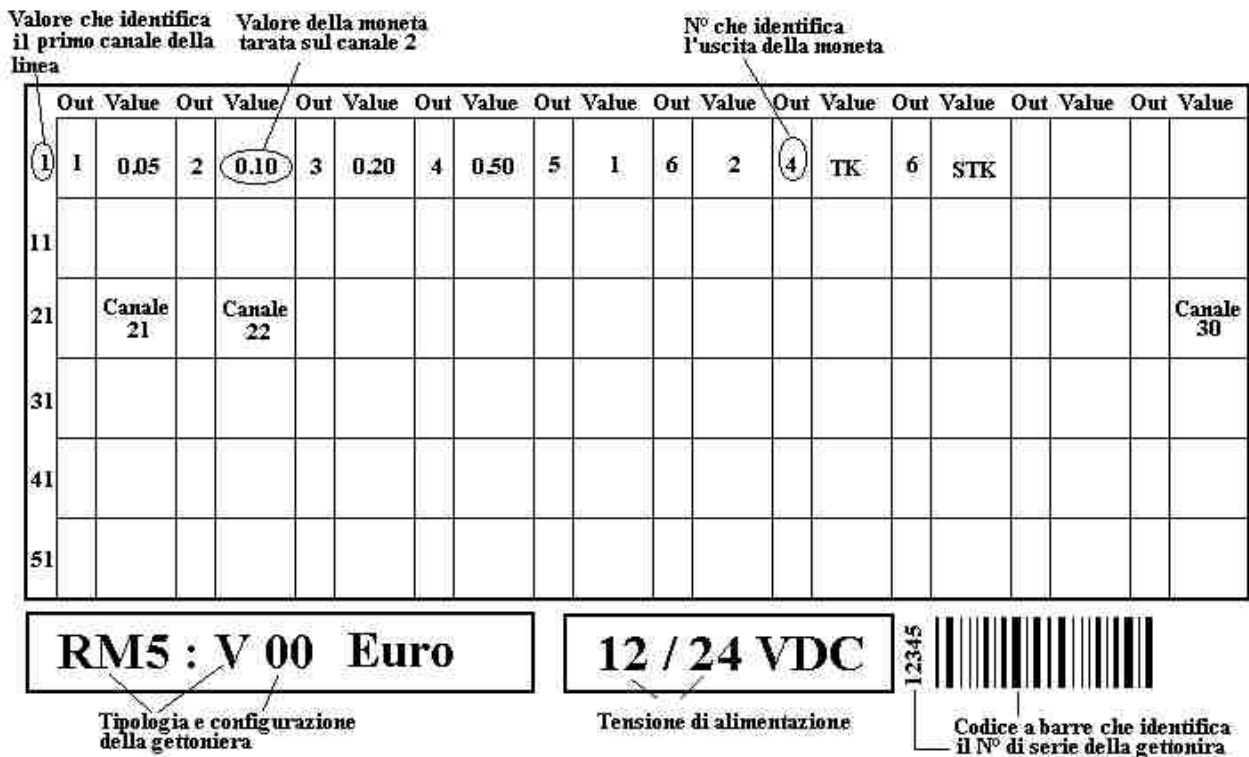 Valore che identifica
il primo canale della
linea
Valore della moneta
tarata sul canale 2
N° che identifica
l'uscita della moneta
Out Value Out Value Out Value Out Value Out Value Out Value Out Value Out Value Out Value Out Value
1 1 0.05 2 0.10 3 0.20 4 0.50 5 1 6 2 4 TK 6 STK
11
21 Canale 21 Canale 22 Canale 30
31
41
51
RM5 : V 00 Euro
12 / 24 VDC
12345
Tipologia e configurazione
della gettoniera
Tensione di alimentazione
Codice a barre che identifica
il N° di serie della gettonira